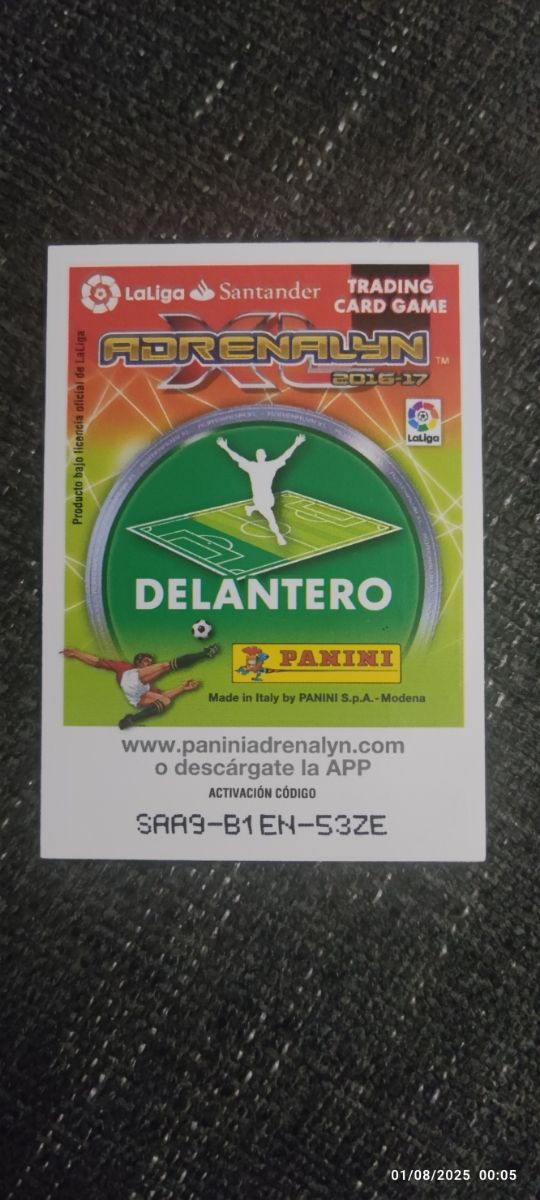 LaLiga Santander
TRADING
CARD GAME
ADRENALYN XL ™
2016-17
LaLiga
Producto bajo licencia oficial de LaLiga
DELANTERO
PANINI
Made in Italy by PANINI S.p.A. - Modena
www.paniniadrenalyn.com
o descárgate la APP
ACTIVACIÓN CÓDIGO
SAA9-B1EN-53ZE
01/08/2025 00:05